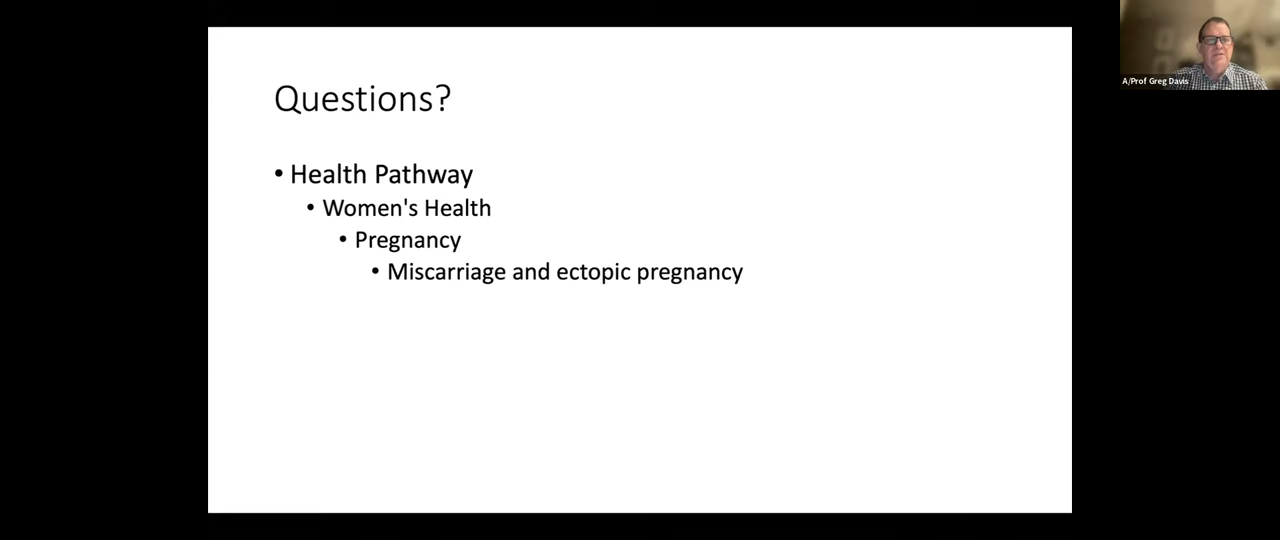 Questions?
• Health Pathway
• Women's Health
• Pregnancy
• Miscarriage and ectopic pregnancy
A/Prof Greg Davis